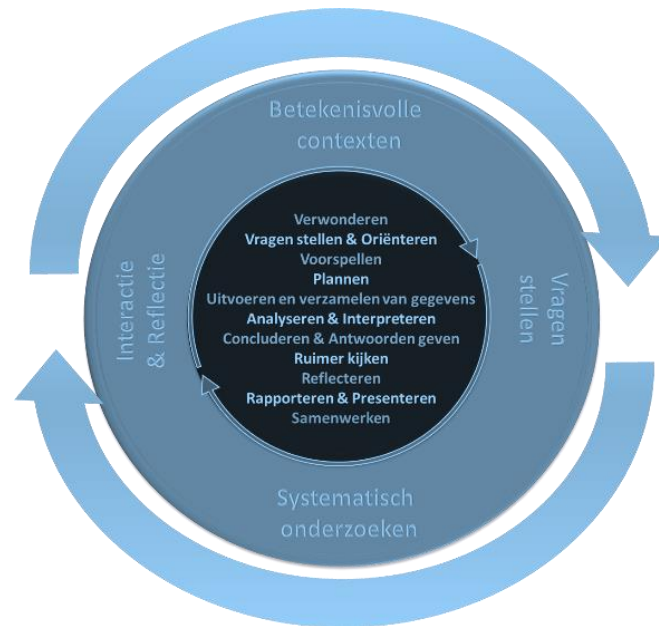 Betekenisvolle
contexten
Vragen
stellen
Systematisch
onderzoeken
Interactie
& Reflectie
Verwonderen
Vragen stellen & Oriënteren
Voorspellen
Plannen
Uitvoeren en verzamelen van gegevens
Analyseren & Interpreteren
Concluderen & Antwoorden geven
Ruimer kijken
Reflecteren
Rapporteren & Presenteren
Samenwerken